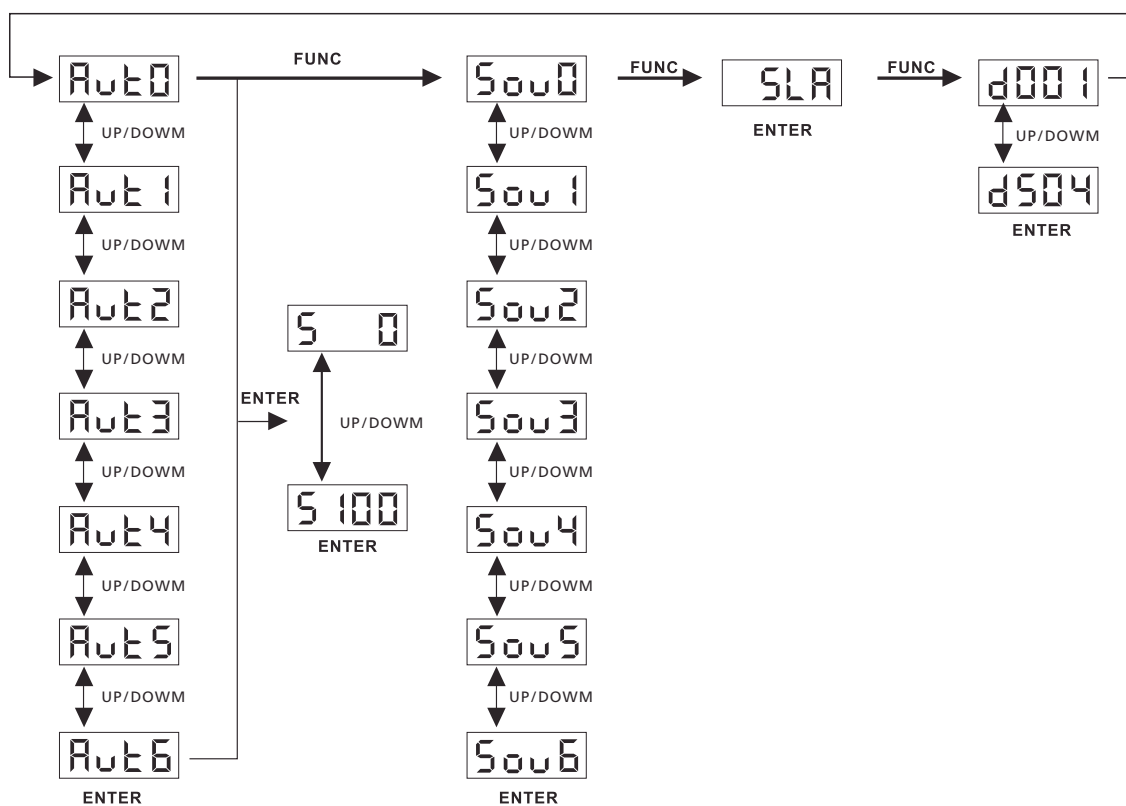 FUNC
Aut0 Sou0 FUNC SLA FUNC d001
ENTER
UP/DOWM UP/DOWM UP/DOWM
Aut1 Sou1 d504
ENTER
UP/DOWM UP/DOWM
Aut2 Sou2
S 0
UP/DOWM UP/DOWM
Aut3 ENTER UP/DOWM Sou3
UP/DOWM UP/DOWM
Aut4 S100 Sou4
ENTER
UP/DOWM UP/DOWM
Aut5 Sou5
UP/DOWM UP/DOWM
Aut6 Sou6
ENTER ENTER